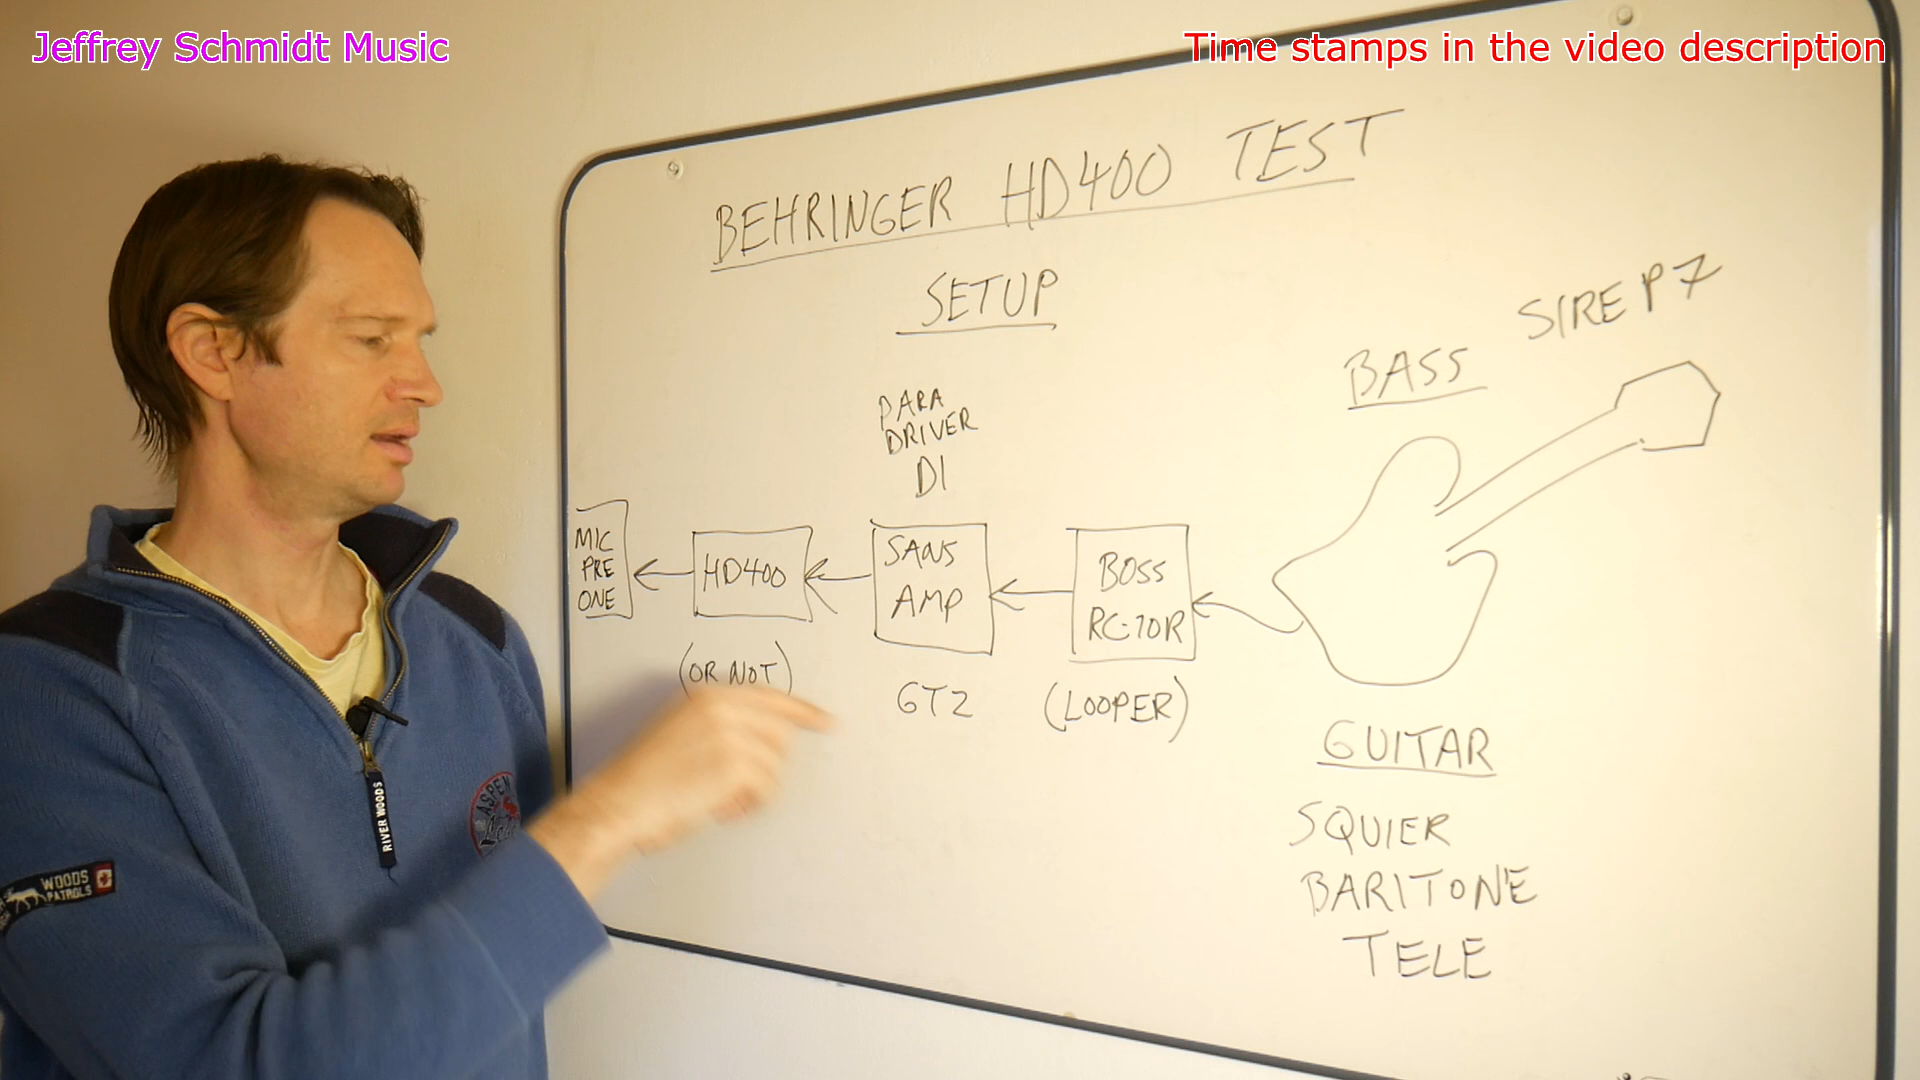 Jeffrey Schmidt Music
Time stamps in the video description
BEHRINGER HD400 TEST
SETUP
SIRE P7
BASS
PARA
DRIVER
DI
MIC
PRE
ONE
HD400
SANS
AMP
BOSS
RC-10R
(OR NOT)
GT2
(LOOPER)
GUITAR
SQUIER
BARITONE
TELE
RIVER WOODS
ASPEN
WOODS
PATROLS